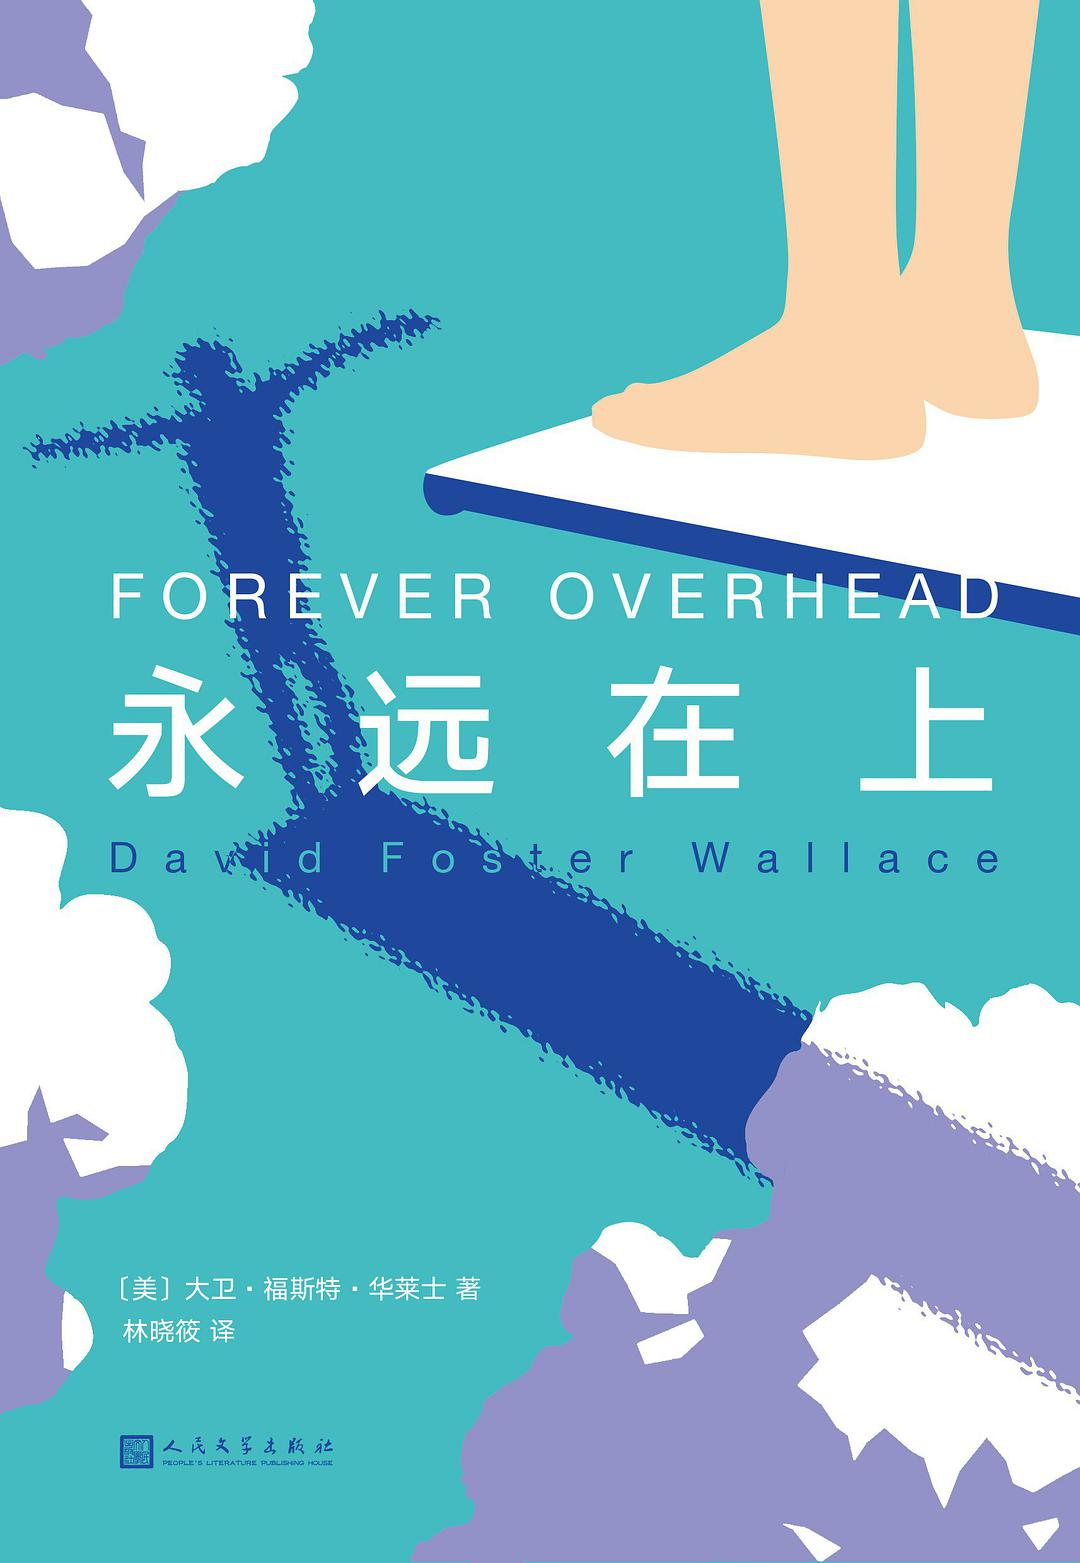 FOREVER OVERHEAD
永远在上
David Foster Wallace
〔美〕大卫·福斯特·华莱士 著
林晓筱 译
人民文学出版社
PEOPLE'S LITERATURE PUBLISHING HOUSE